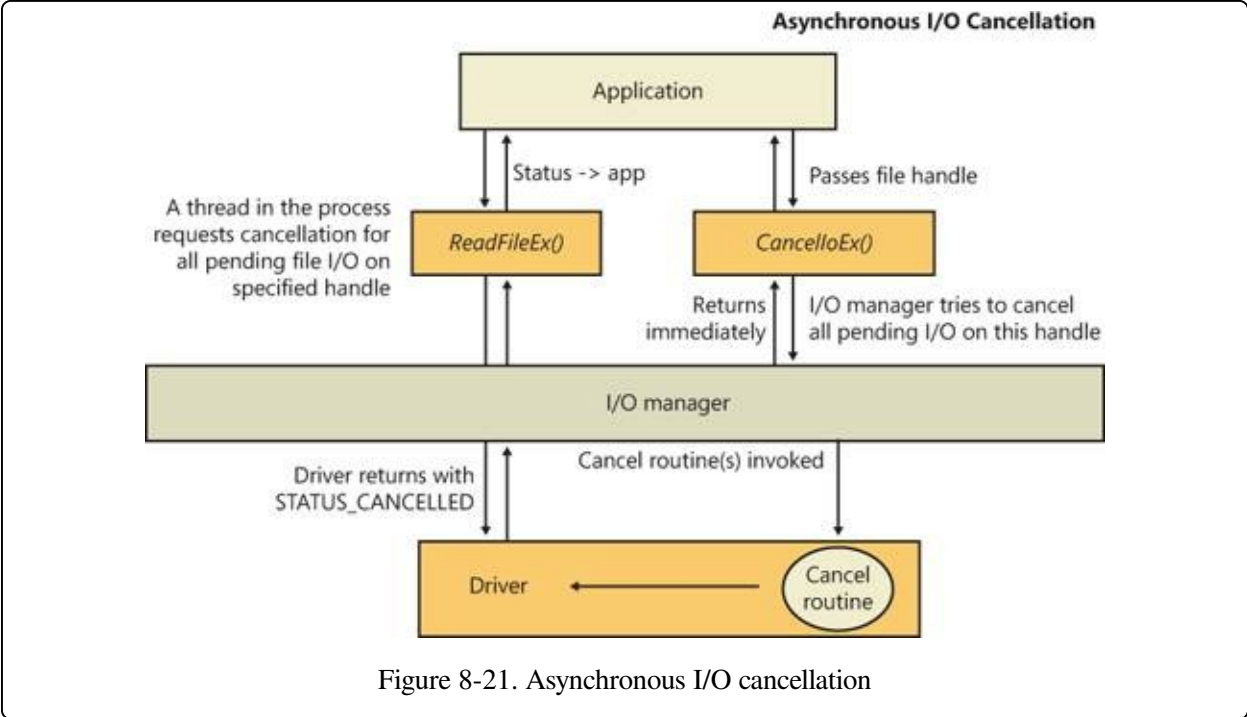 Asynchronous I/O Cancellation
Application
Status -> app
Passes file handle
A thread in the process
requests cancellation for
all pending file I/O on
specified handle
ReadFileEx()
CancelIoEx()
Returns
immediately
I/O manager tries to cancel
all pending I/O on this handle
I/O manager
Driver returns with
STATUS_CANCELLED
Cancel routine(s) invoked
Driver
Cancel
routine
Figure 8-21. Asynchronous I/O cancellation